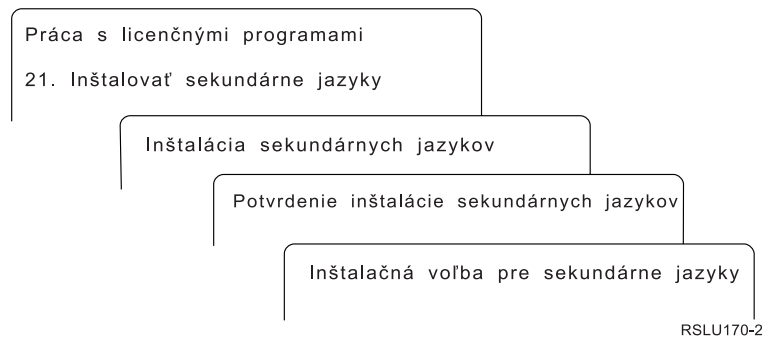 Práca s licenčnými programami
21. Inštalovať sekundárne jazyky
Inštalácia sekundárnych jazykov
Potvrdenie inštalácie sekundárnych jazykov
Inštalačná voľba pre sekundárne jazyky
RSLU170-2